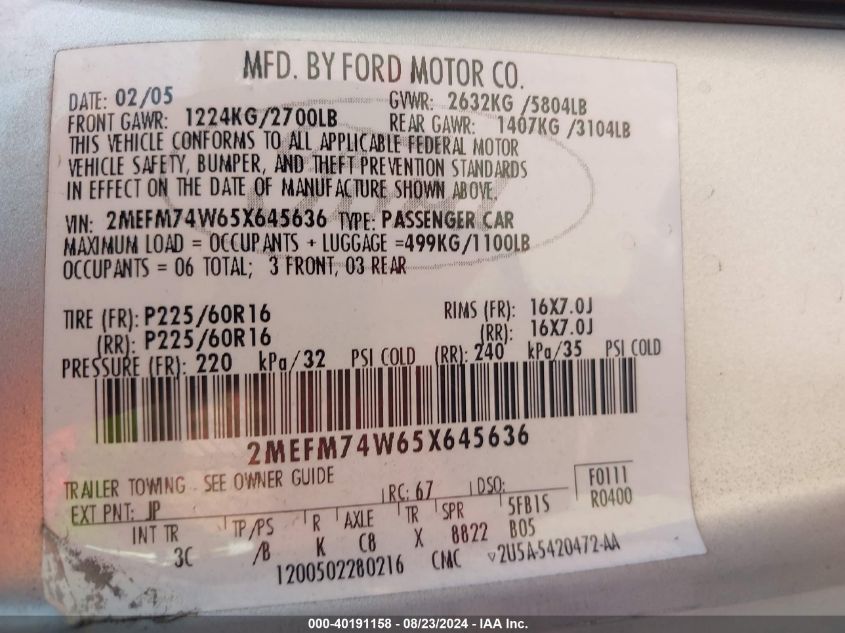 MFD. BY FORD MOTOR CO.
DATE: 02/05 GVWR: 2632KG /5804LB
FRONT GAWR: 1224KG/2700LB REAR GAWR: 1407KG /3104LB
THIS VEHICLE CONFORMS TO ALL APPLICABLE FEDERAL MOTOR
VEHICLE SAFETY, BUMPER, AND THEFT PREVENTION STANDARDS
IN EFFECT ON THE DATE OF MANUFACTURE SHOWN ABOVE.
VIN: 2MEFM74W65X645636 TYPE: PASSENGER CAR
MAXIMUM LOAD = OCCUPANTS + LUGGAGE =499KG/1100LB
OCCUPANTS = 06 TOTAL; 3 FRONT, 03 REAR
TIRE (FR): P225/60R16 RIMS (FR): 16X7.0J
(RR): P225/60R16 (RR): 16X7.0J
PRESSURE (FR): 220 kPa/32 PSI COLD (RR): 240 kPa/35 PSI COLD
2MEFM74W65X645636
TRAILER TOWING - SEE OWNER GUIDE
EXT PNT: JP RC: 67 DSO: F0111
R0400
INT TR TP/PS R AXLE TR SPR 5FB15
3C /B K C8 X 8822 B05
1200502280216 CMC ▽2U5A-5420472-AA
000-40191158 - 08/23/2024 - IAA Inc.